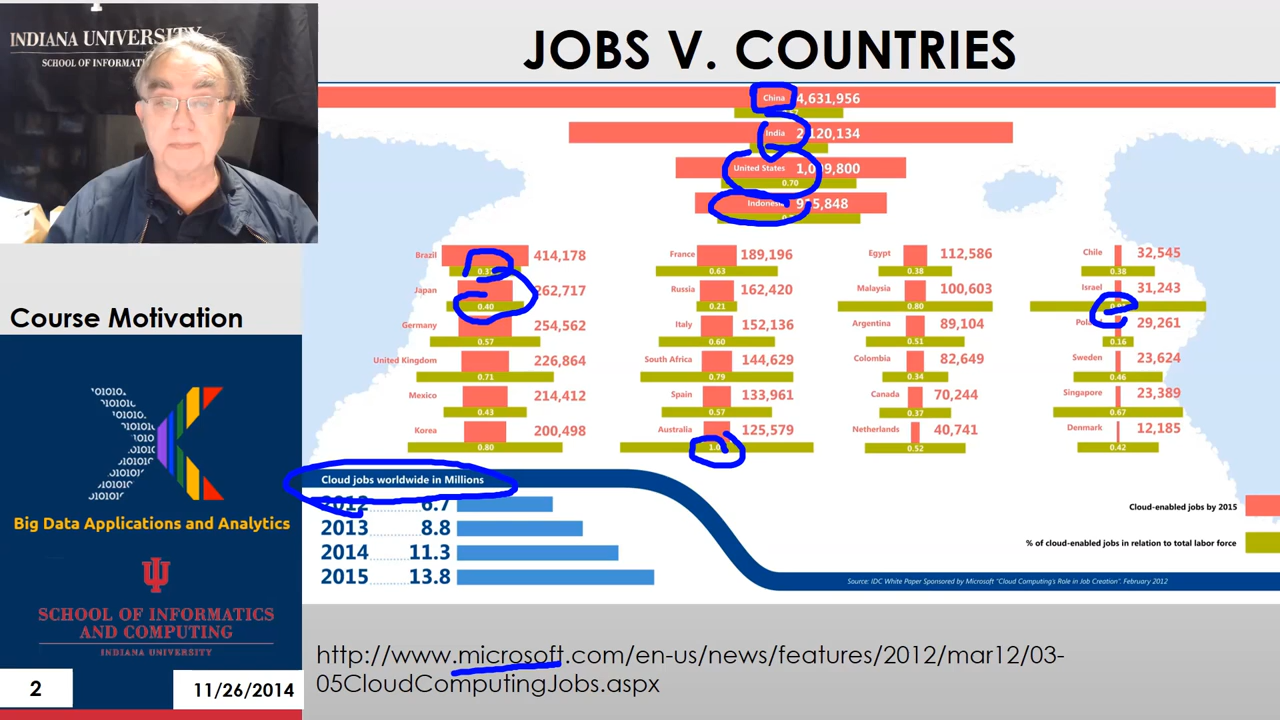 INDIANA UNIVERSITY
SCHOOL OF INFORMATI
JOBS V. COUNTRIES
China 4,631,956
India 2,120,134
United States
0.70
Indonesia
Brazil 414,178
Japan 262,717
0.40
Germany 254,562
0.57
United Kingdom 226,864
0.71
Mexico 214,412
0.43
Korea 200,498
0.80
France 189,196
0.63
Russia 162,420
0.21
Italy 152,136
0.60
South Africa 144,629
0.79
Spain 133,961
0.57
Australia 125,579
Egypt 112,586
0.38
Malaysia 100,603
0.80
Argentina 89,104
0.51
Colombia 82,649
0.34
Canada 70,244
0.37
Netherlands 40,741
0.52
Chile 32,545
0.38
Israel 31,243
Poland 29,261
0.16
Sweden 23,624
0.46
Singapore 23,389
0.67
Denmark 12,185
0.42
Cloud jobs worldwide in Millions
2012 6.7
2013 8.8
2014 11.3
2015 13.8
Cloud-enabled jobs by 2015
% of cloud-enabled jobs in relation to total labor force
Source: IDC White Paper Sponsored by Microsoft "Cloud Computing's Role in Job Creation". February 2012
http://www.microsoft.com/en-us/news/features/2012/mar12/03-
05CloudComputingJobs.aspx
Course Motivation
Big Data Applications and Analytics
SCHOOL OF INFORMATICS
AND COMPUTING
INDIANA UNIVERSITY
2
11/26/2014